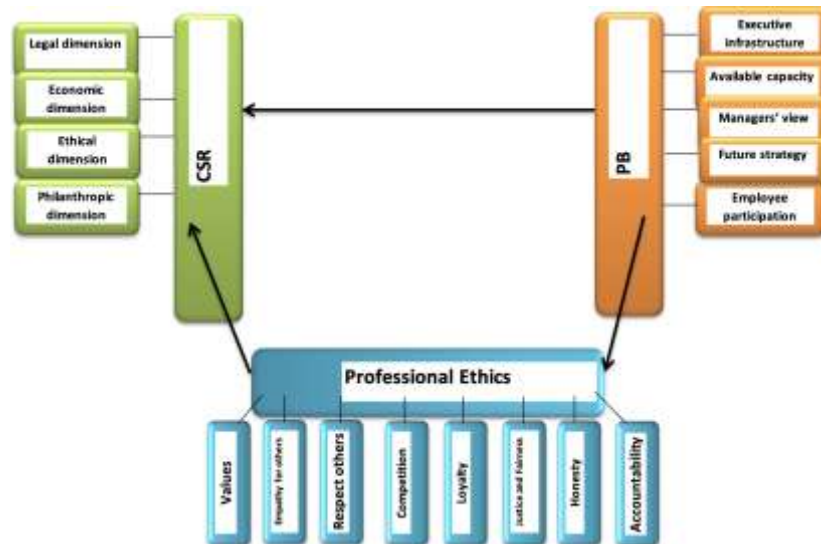 Legal dimension
Economic
dimension
Ethical
dimension
Philanthropic
dimension
CSR
PB
Executive
infrastructure
Available capacity
Managers' view
Future strategy
Employee
participation
Professional Ethics
Values
Empathy for others
Respect others
Competition
Loyalty
Justice and Fairness
Honesty
Accountability